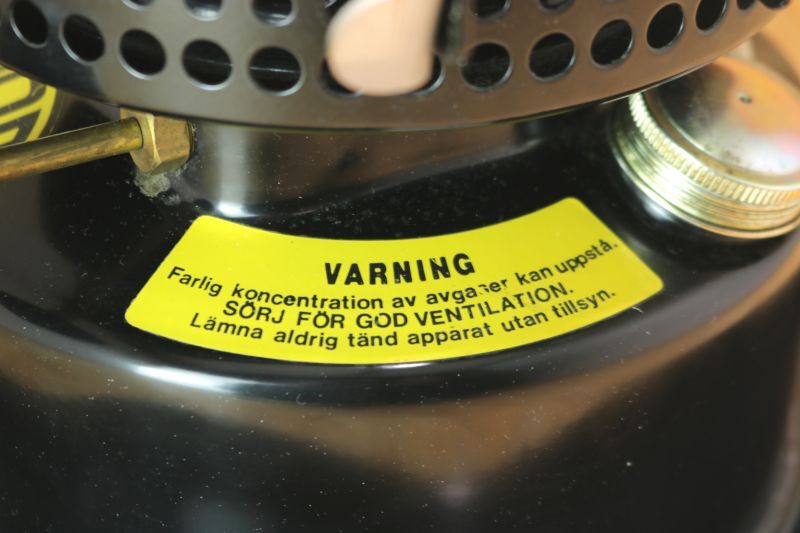 VARNING
Farlig koncentration av avgaser kan uppstå.
SÖRJ FÖR GOD VENTILATION.
Lämna aldrig tänd apparat utan tillsyn.